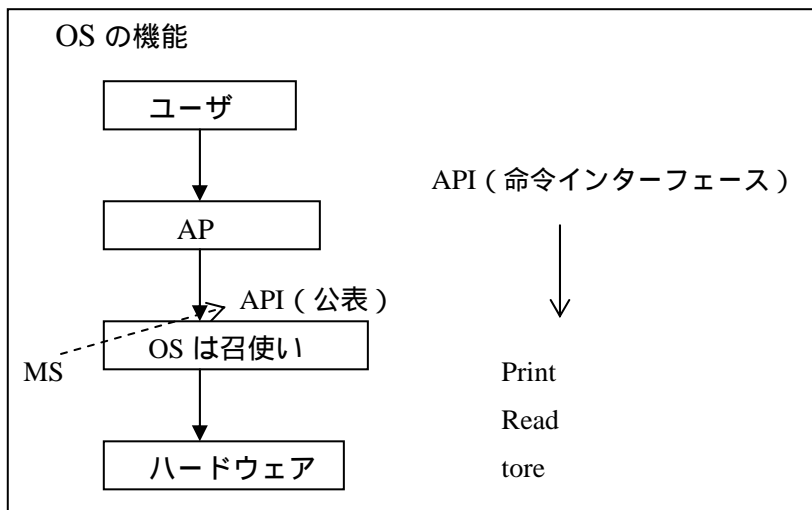 OS の機能
ユーザ
AP
API（公表）
OS は召使い
MS
ハードウェア
API（命令インターフェース）
Print
Read
tore